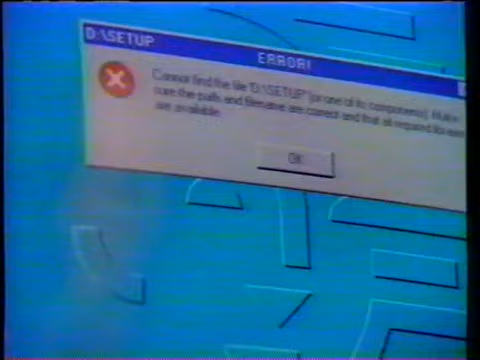 D:\SETUP
ERROR!
Cannot find the file 'D:\SETUP' (or one of its components). Make
sure the path and filename are correct and that all required libraries
are available.
OK